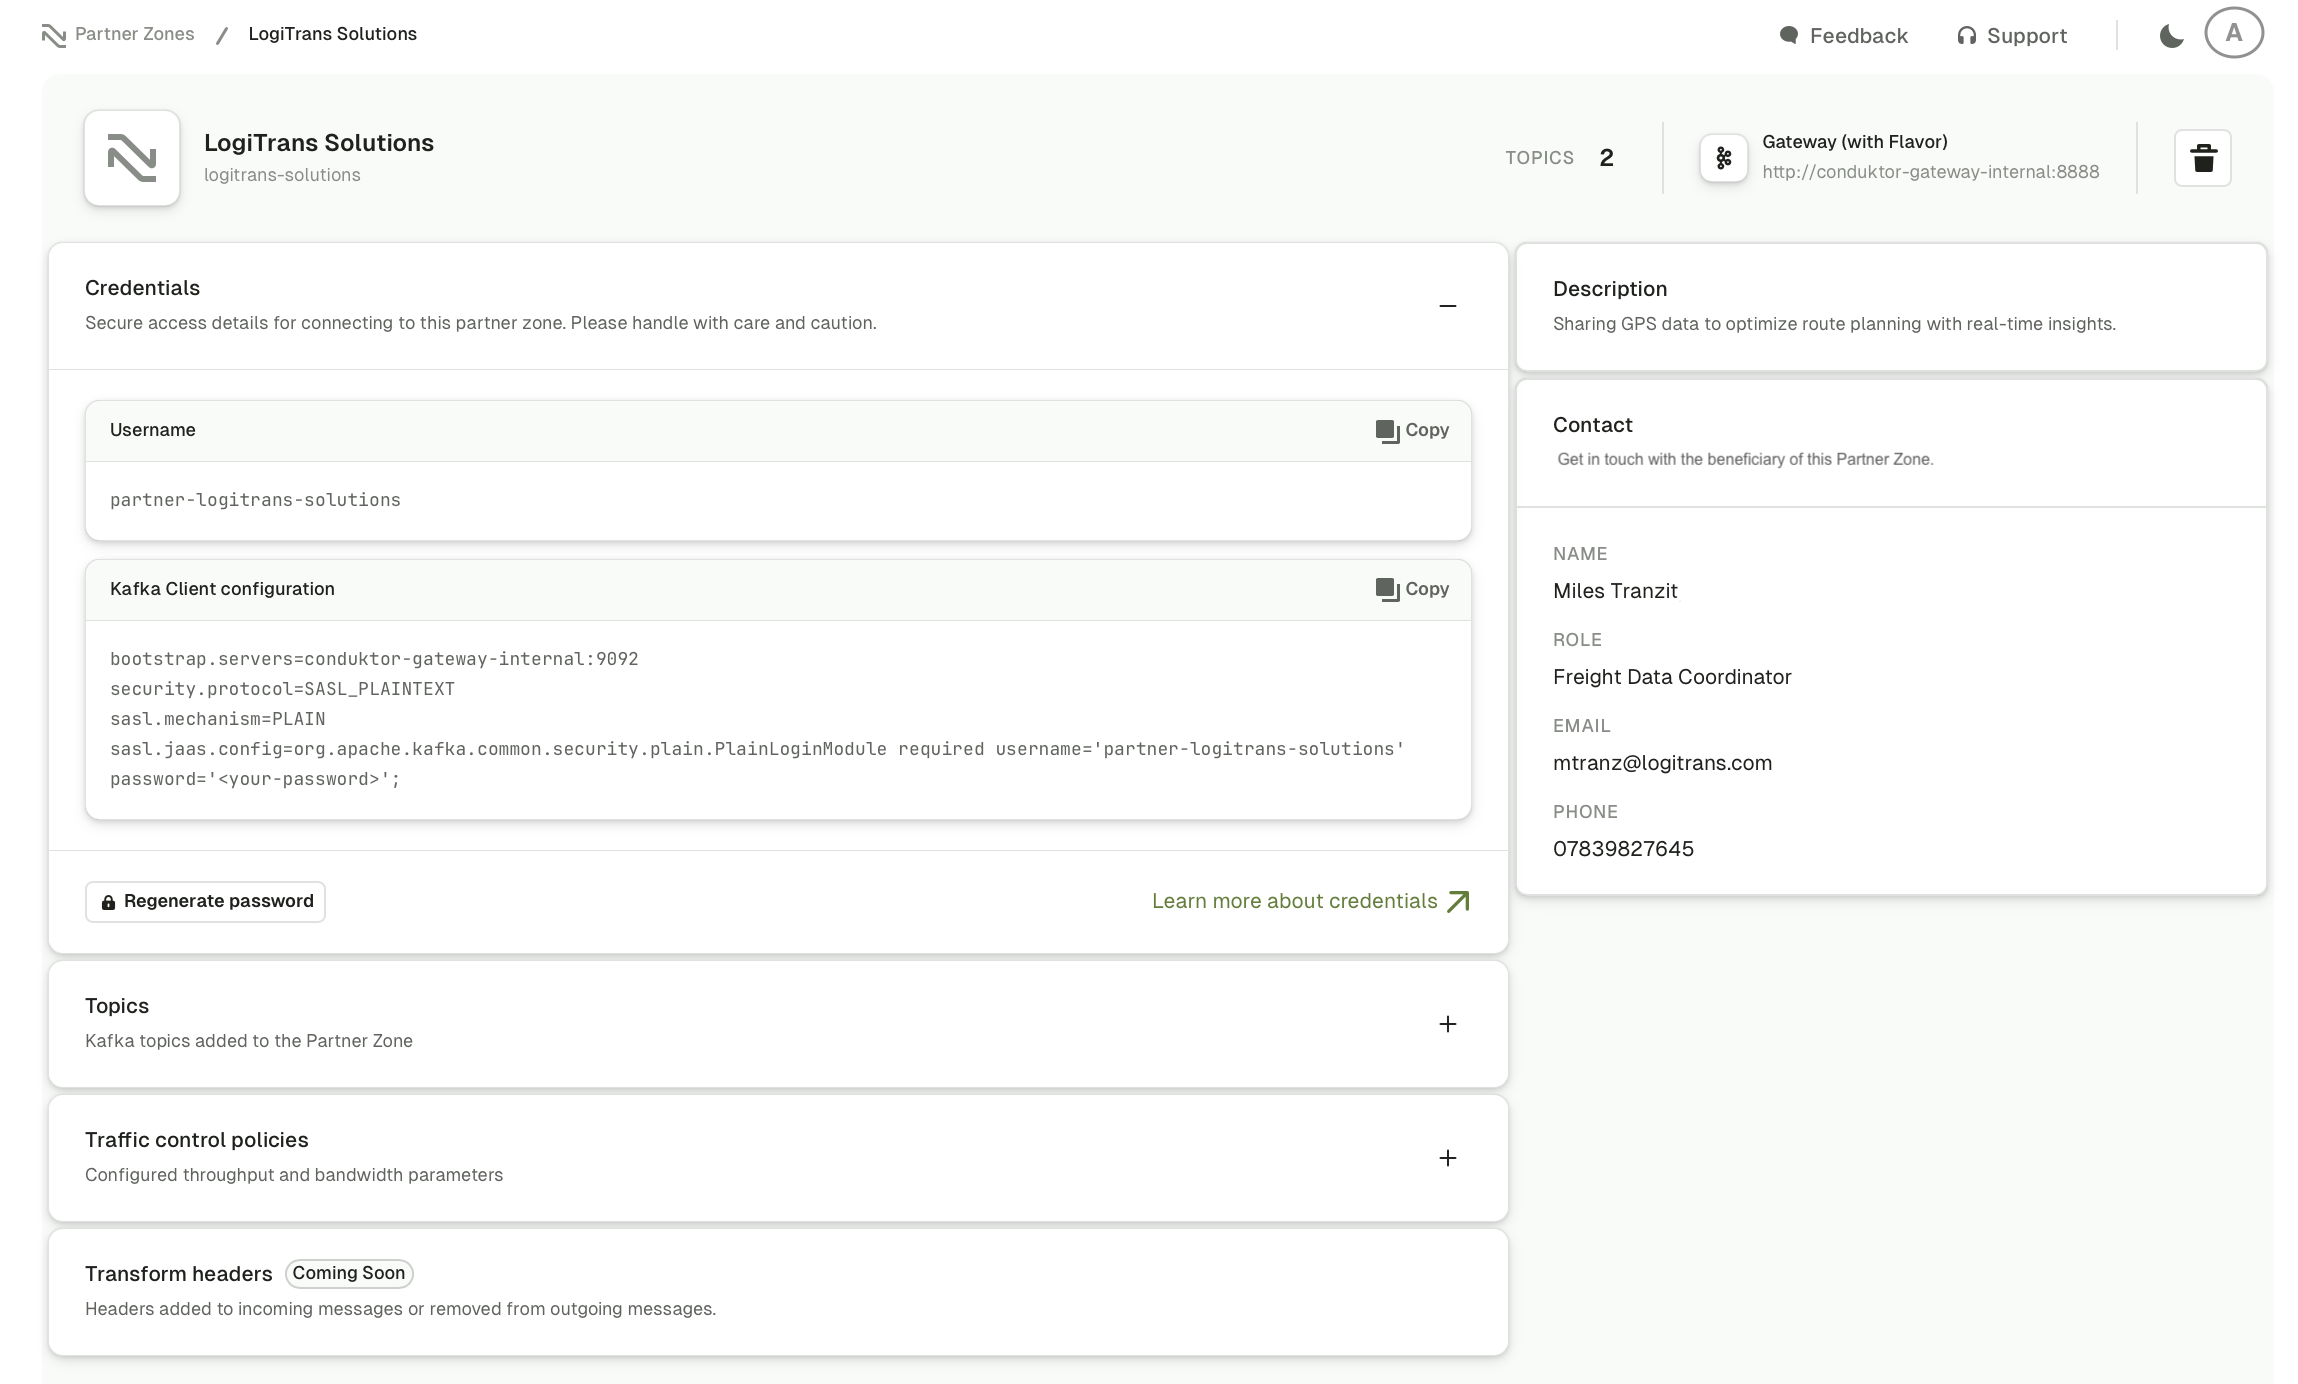 Partner Zones / LogiTrans Solutions
Feedback
Support
A
LogiTrans Solutions
logitrans-solutions
TOPICS 2
Gateway (with Flavor)
http://conduktor-gateway-internal:8888
Credentials
Secure access details for connecting to this partner zone. Please handle with care and caution.
Username
Copy
partner-logitrans-solutions
Kafka Client configuration
Copy
bootstrap.servers=conduktor-gateway-internal:9092
security.protocol=SASL_PLAINTEXT
sasl.mechanism=PLAIN
sasl.jaas.config=org.apache.kafka.common.security.plain.PlainLoginModule required username='partner-logitrans-solutions'
password='<your-password>';
Regenerate password
Learn more about credentials
Topics
Kafka topics added to the Partner Zone
Traffic control policies
Configured throughput and bandwidth parameters
Transform headers Coming Soon
Headers added to incoming messages or removed from outgoing messages.
Description
Sharing GPS data to optimize route planning with real-time insights.
Contact
Get in touch with the beneficiary of this Partner Zone.
NAME
Miles Tranzit
ROLE
Freight Data Coordinator
EMAIL
mtranz@logitrans.com
PHONE
07839827645